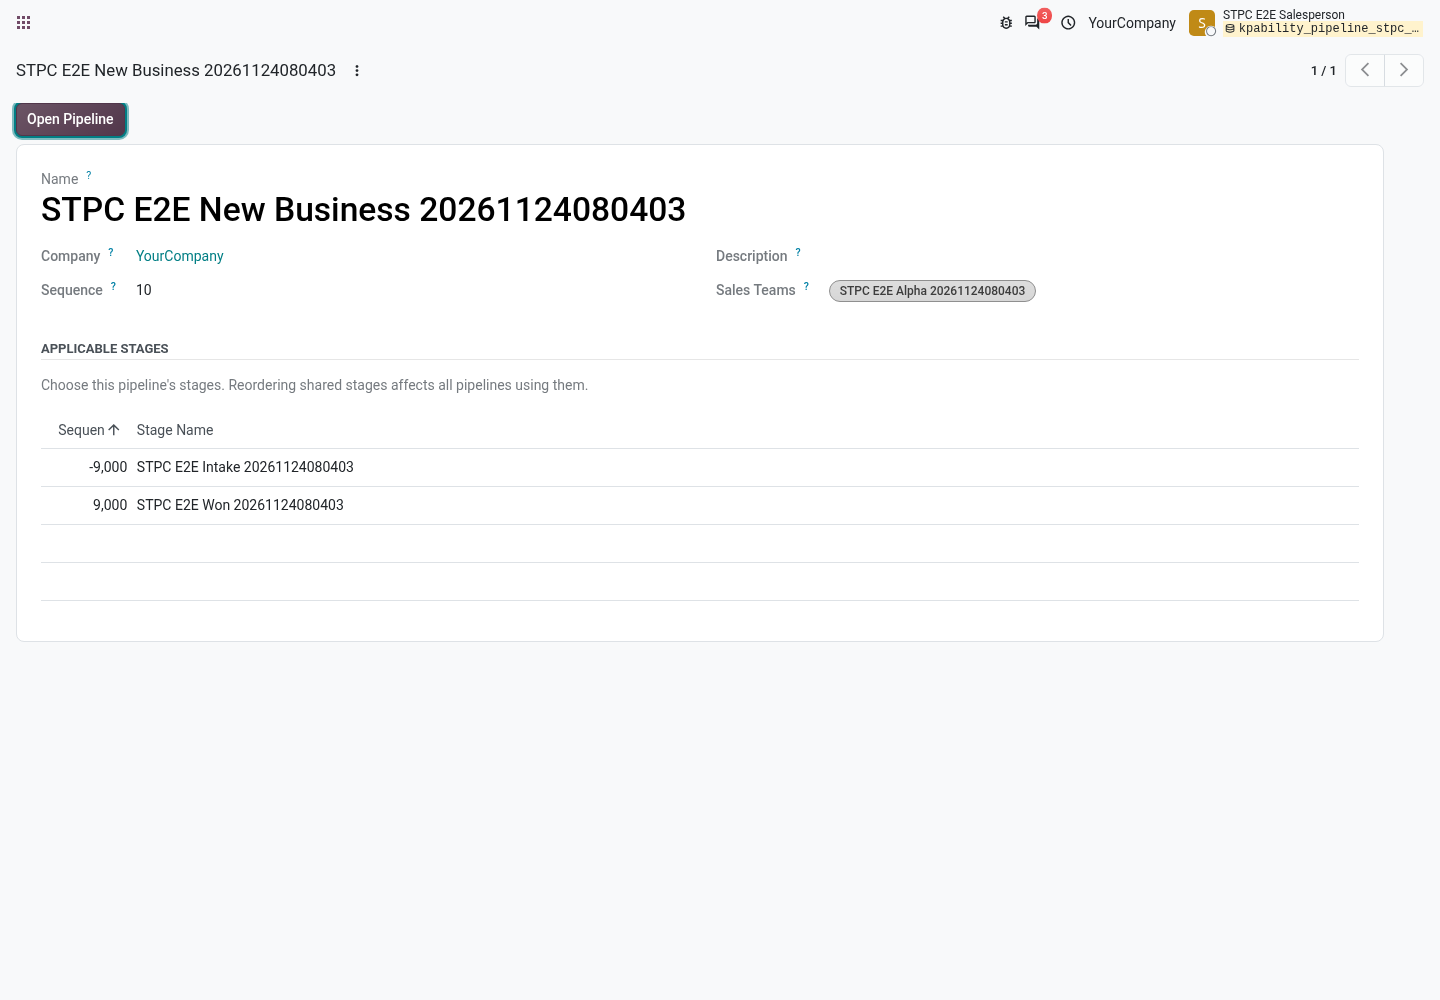 3
YourCompany
S
STPC E2E Salesperson
kpability_pipeline_stpc_…
STPC E2E New Business 20261124080403
1 / 1
Open Pipeline
Name ?
STPC E2E New Business 20261124080403
Company ? YourCompany
Description ?
Sequence ? 10
Sales Teams ? STPC E2E Alpha 20261124080403
APPLICABLE STAGES
Choose this pipeline's stages. Reordering shared stages affects all pipelines using them.
Sequen Stage Name
-9,000 STPC E2E Intake 20261124080403
9,000 STPC E2E Won 20261124080403